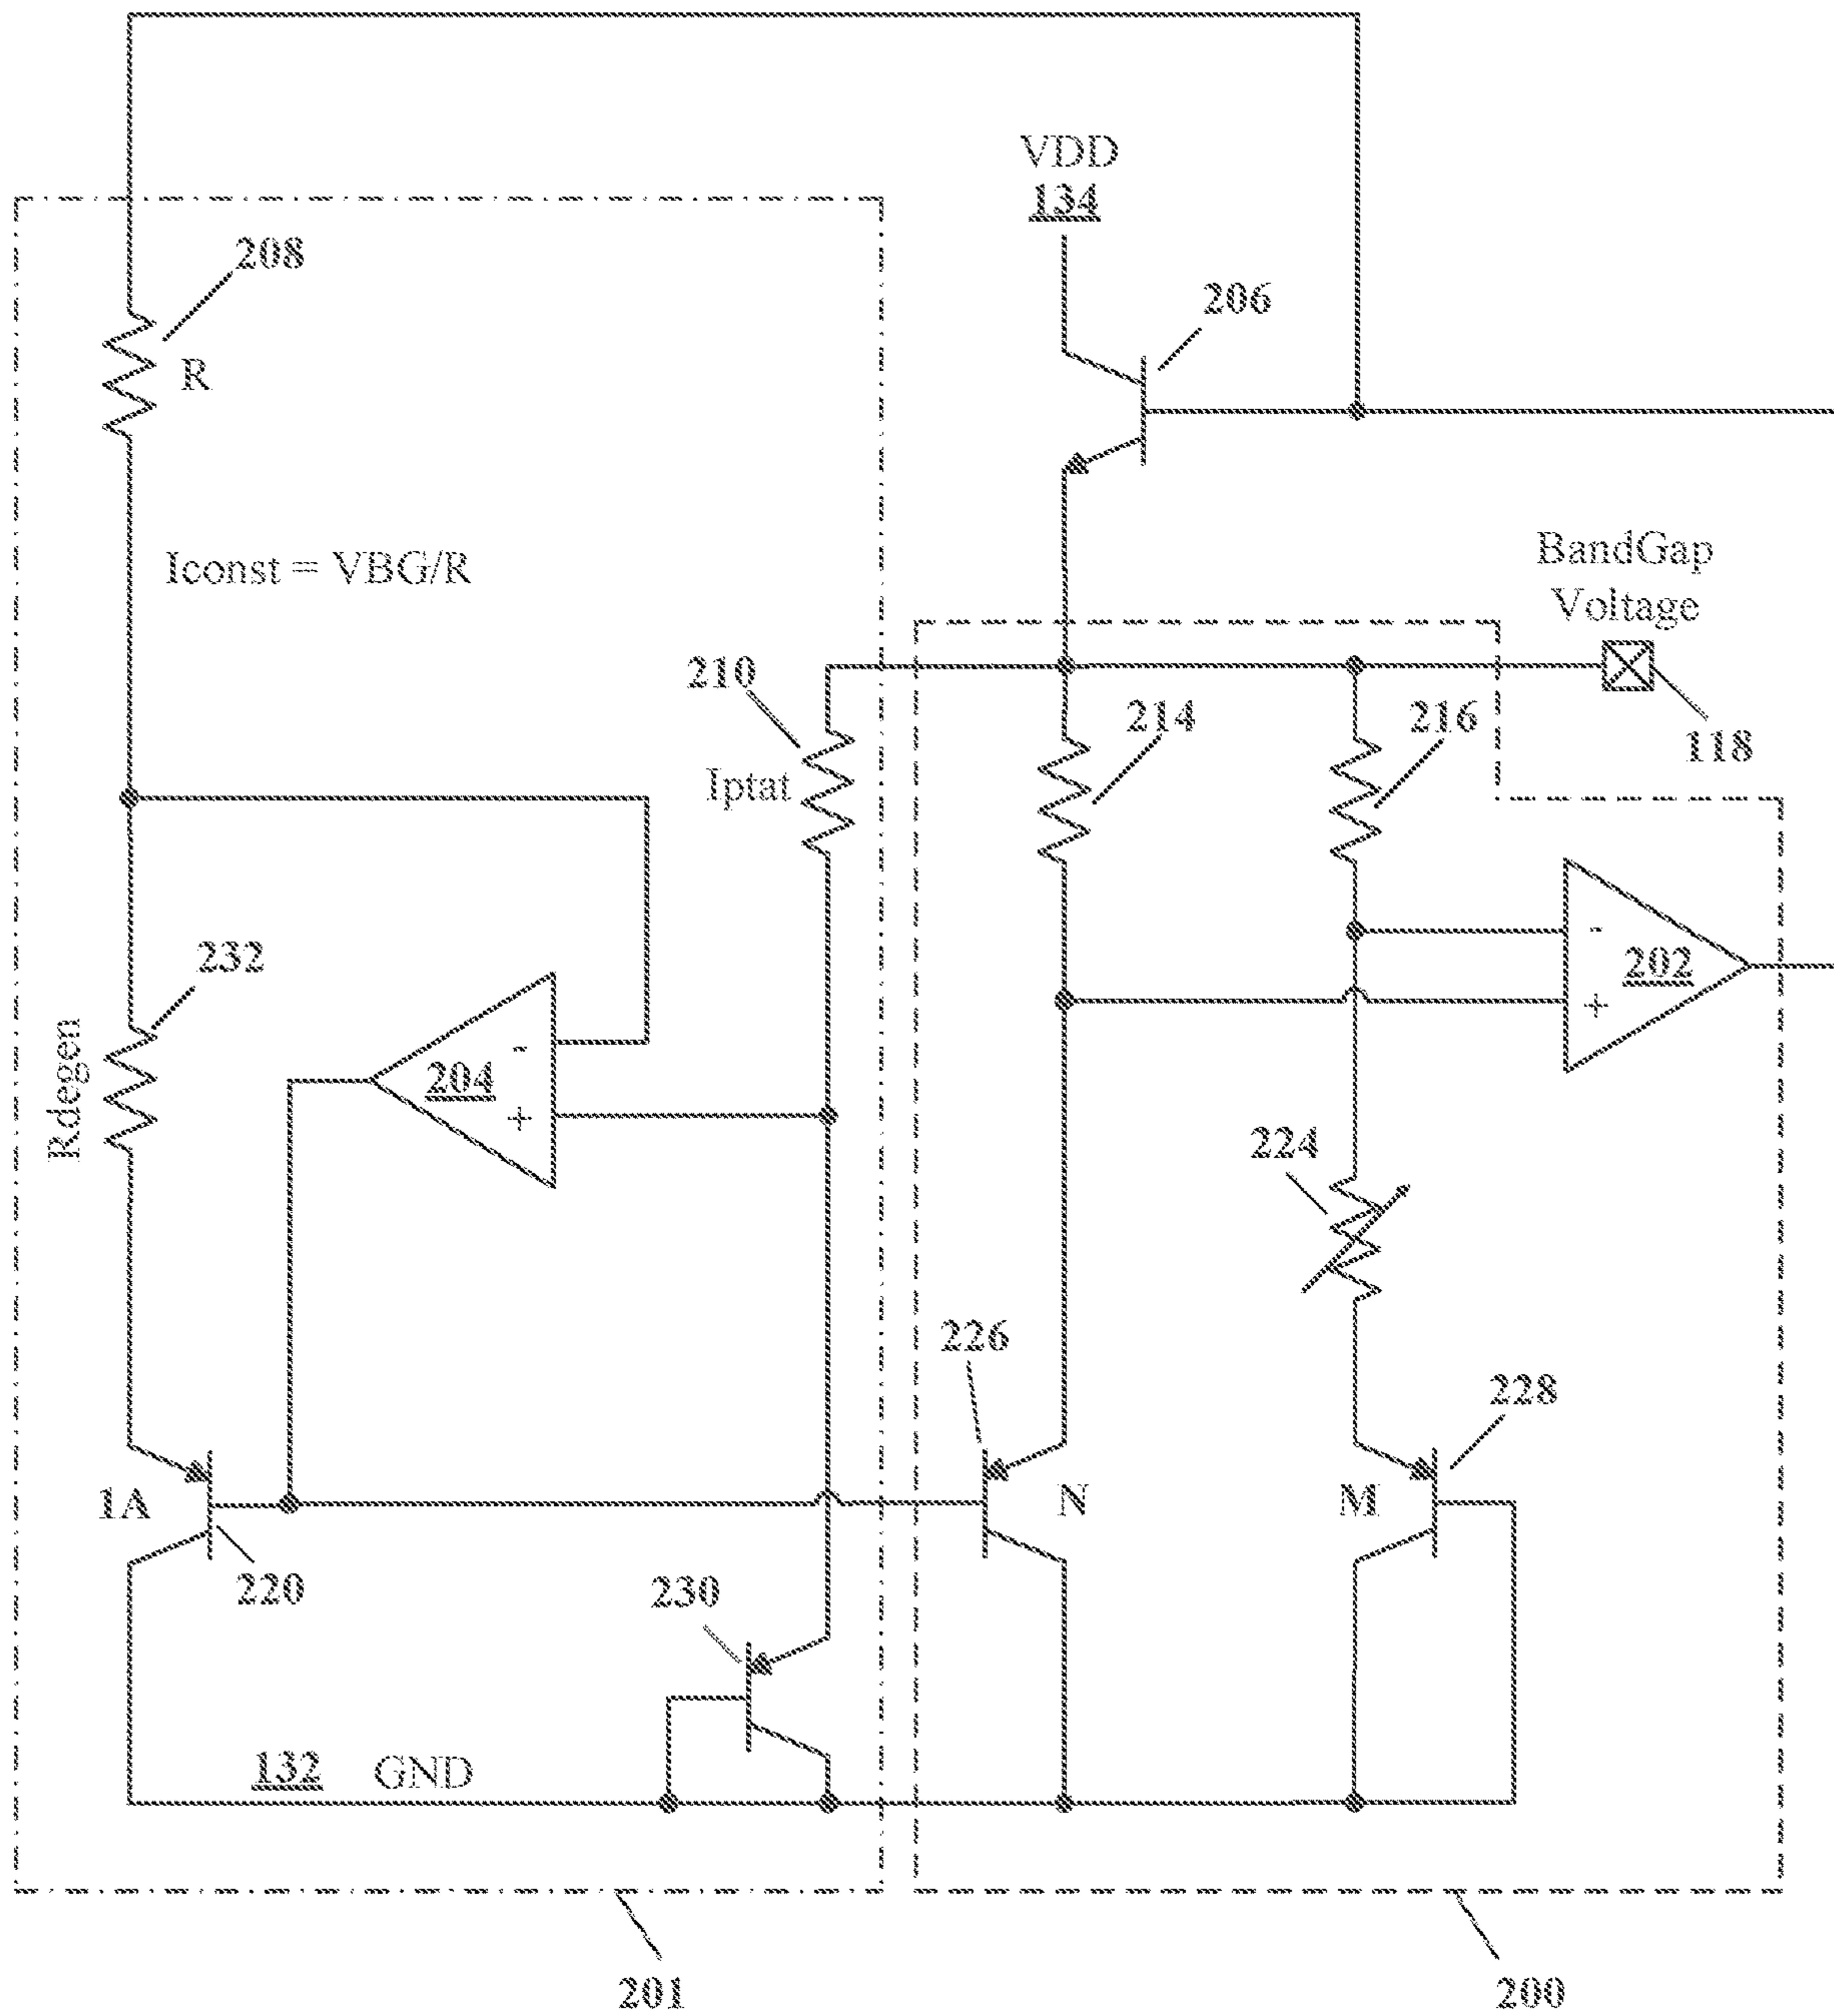 VDD
134
208
206
R
Iconst = VBG/R
BandGap
Voltage
210
214
216
118
Iptat
232
-
202
+
Rdegen
-
204
+
224
226
228
1A
N
M
220
230
132 GND
201
200